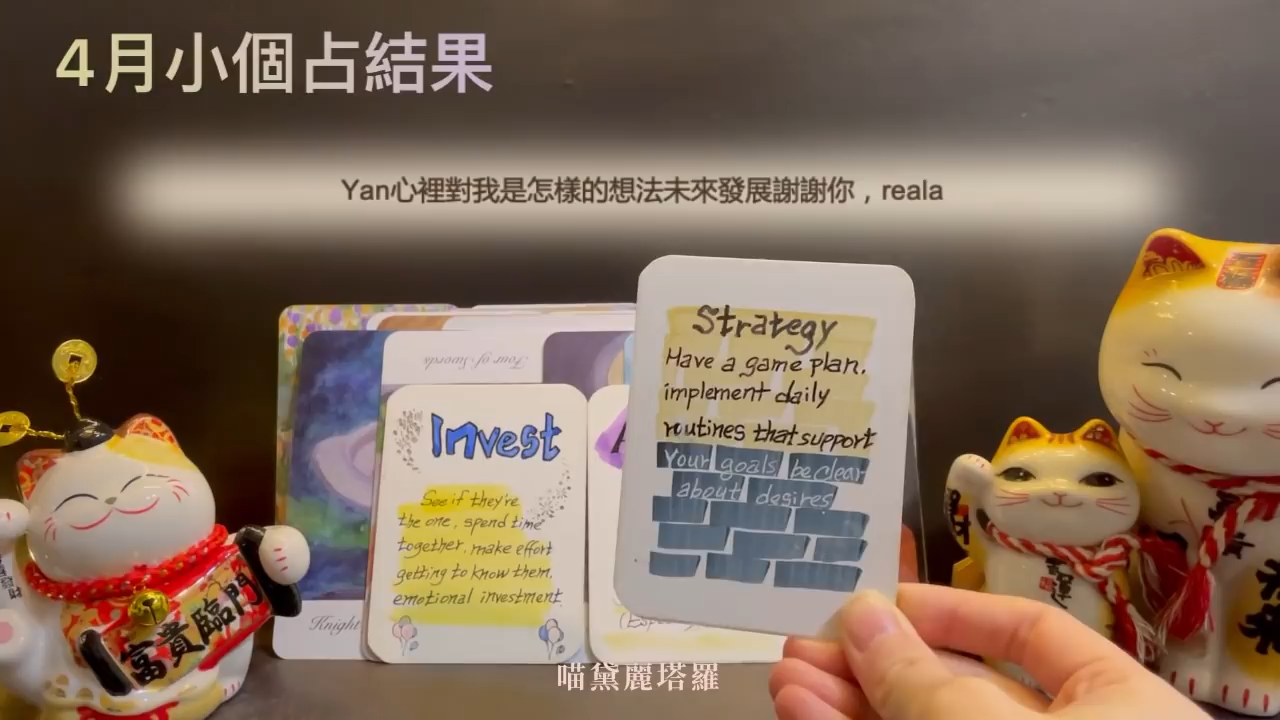 4月小個占結果
Yan心裡對我是怎樣的想法未來發展謝謝你，reala
Strategy
Have a game plan.
implement daily
routines that support
Your goals be clear
about desires
Four of Swords
Invest
See if they're
the one, spend time
together, make effort
getting to know them,
emotional investment
Knight
富貴臨門
喵黛麗塔羅